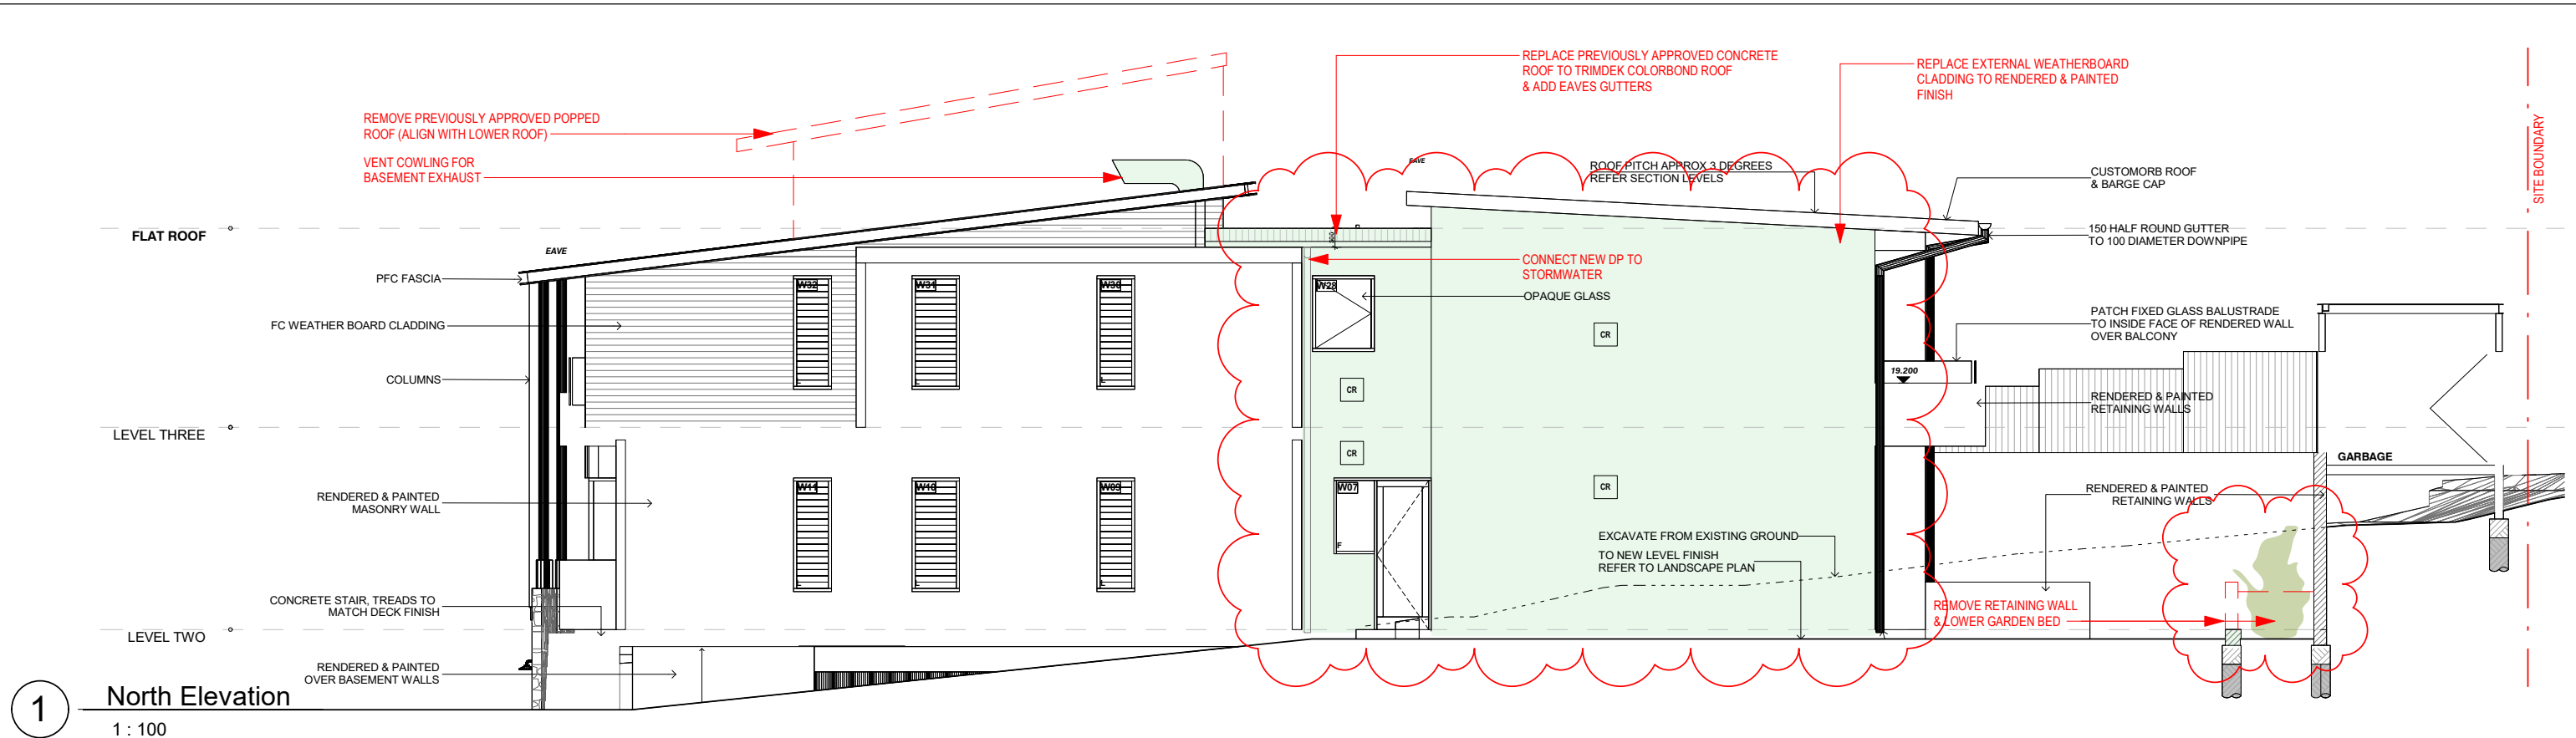 REPLACE PREVIOUSLY APPROVED CONCRETE
ROOF TO TRIMDEK COLORBOND ROOF
& ADD EAVES GUTTERS
REPLACE EXTERNAL WEATHERBOARD
CLADDING TO RENDERED & PAINTED
FINISH
SITE BOUNDARY
REMOVE PREVIOUSLY APPROVED POPPED
ROOF (ALIGN WITH LOWER ROOF)
VENT COWLING FOR
BASEMENT EXHAUST
EAVE
ROOF PITCH APPROX 3 DEGREES
REFER SECTION LEVELS
CUSTOMORB ROOF
& BARGE CAP
150 HALF ROUND GUTTER
TO 100 DIAMETER DOWNPIPE
FLAT ROOF
EAVE
PFC FASCIA
CONNECT NEW DP TO
STORMWATER
OPAQUE GLASS
W32
W31
W30
W28
FC WEATHER BOARD CLADDING
CR
PATCH FIXED GLASS BALUSTRADE
TO INSIDE FACE OF RENDERED WALL
OVER BALCONY
COLUMNS
CR
19.200
RENDERED & PAINTED
RETAINING WALLS
LEVEL THREE
CR
GARBAGE
W11
W10
W09
W07
CR
RENDERED & PAINTED
RETAINING WALLS
RENDERED & PAINTED
MASONRY WALL
EXCAVATE FROM EXISTING GROUND
TO NEW LEVEL FINISH
REFER TO LANDSCAPE PLAN
F
L
L
L
L
L
L
CONCRETE STAIR, TREADS TO
MATCH DECK FINISH
REMOVE RETAINING WALL
& LOWER GARDEN BED
LEVEL TWO
RENDERED & PAINTED
OVER BASEMENT WALLS
1
North Elevation
1 : 100